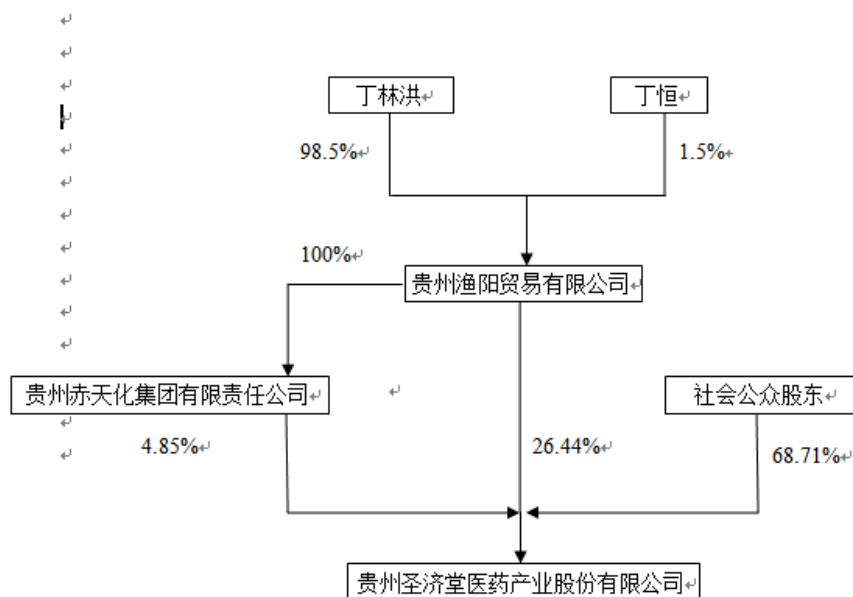 丁林洪
丁恒
98.5%
1.5%
100%
贵州渔阳贸易有限公司
贵州赤天化集团有限责任公司
社会公众股东
4.85%
26.44%
68.71%
贵州圣济堂医药产业股份有限公司